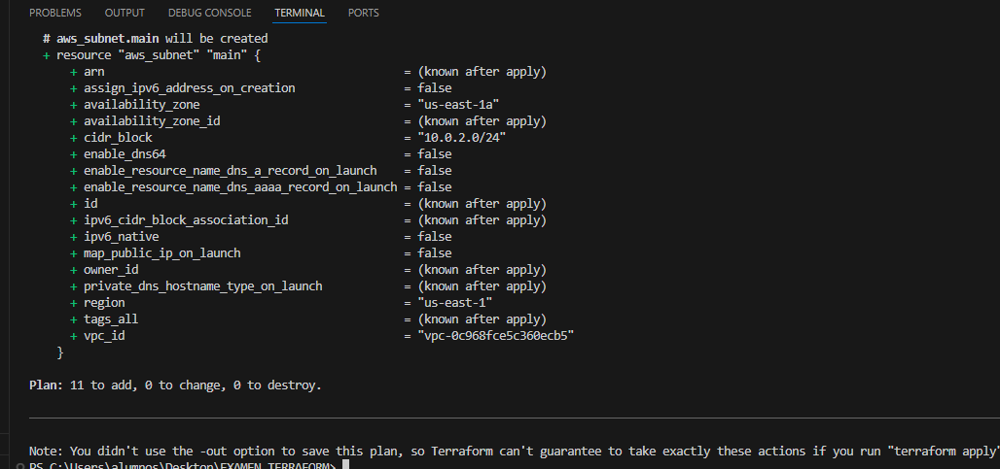 PROBLEMS OUTPUT DEBUG CONSOLE TERMINAL PORTS
# aws_subnet.main will be created
+ resource "aws_subnet" "main" {
+ arn = (known after apply)
+ assign_ipv6_address_on_creation = false
+ availability_zone = "us-east-1a"
+ availability_zone_id = (known after apply)
+ cidr_block = "10.0.2.0/24"
+ enable_dns64 = false
+ enable_resource_name_dns_a_record_on_launch = false
+ enable_resource_name_dns_aaaa_record_on_launch = false
+ id = (known after apply)
+ ipv6_cidr_block_association_id = (known after apply)
+ ipv6_native = false
+ map_public_ip_on_launch = false
+ owner_id = (known after apply)
+ private_dns_hostname_type_on_launch = (known after apply)
+ region = "us-east-1"
+ tags_all = (known after apply)
+ vpc_id = "vpc-0c968fce5c360ecb5"
}
Plan: 11 to add, 0 to change, 0 to destroy.
Note: You didn't use the -out option to save this plan, so Terraform can't guarantee to take exactly these actions if you run "terraform apply"
PS C:\Users\alumnos\Desktop\EXAMEN TERRAFORM>